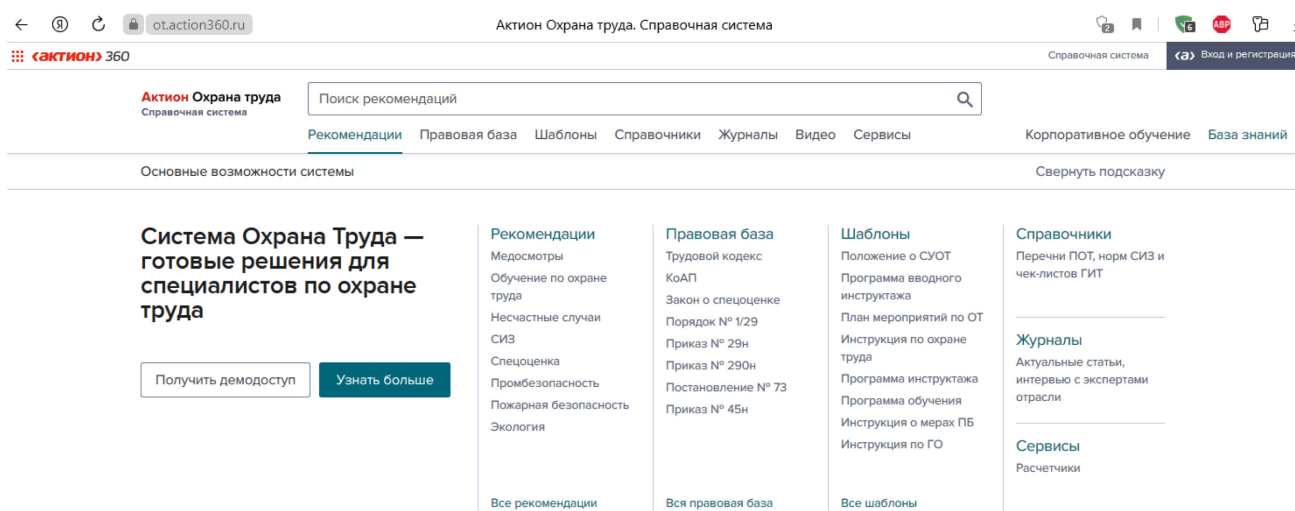 ot.action360.ru
Актион Охрана труда. Справочная система
2
6
ABP
‹актион› 360
Справочная система
‹а› Вход и регистрация
Актион Охрана труда
Справочная система
Поиск рекомендаций
Рекомендации Правовая база Шаблоны Справочники Журналы Видео Сервисы Корпоративное обучение База знаний
Основные возможности системы
Свернуть подсказку
Система Охрана Труда —
готовые решения для
специалистов по охране
труда
Получить демодоступ
Узнать больше
Рекомендации
Медосмотры
Обучение по охране
труда
Несчастные случаи
СИЗ
Спецоценка
Промбезопасность
Пожарная безопасность
Экология
Все рекомендации
Правовая база
Трудовой кодекс
КоАП
Закон о спецоценке
Порядок № 1/29
Приказ № 29н
Приказ № 290н
Постановление № 73
Приказ № 45н
Вся правовая база
Шаблоны
Положение о СУОТ
Программа вводного
инструктажа
План мероприятий по ОТ
Инструкция по охране
труда
Программа инструктажа
Программа обучения
Инструкция о мерах ПБ
Инструкция по ГО
Все шаблоны
Справочники
Перечни ПОТ, норм СИЗ и
чек-листов ГИТ
Журналы
Актуальные статьи,
интервью с экспертами
отрасли
Сервисы
Расчетчики